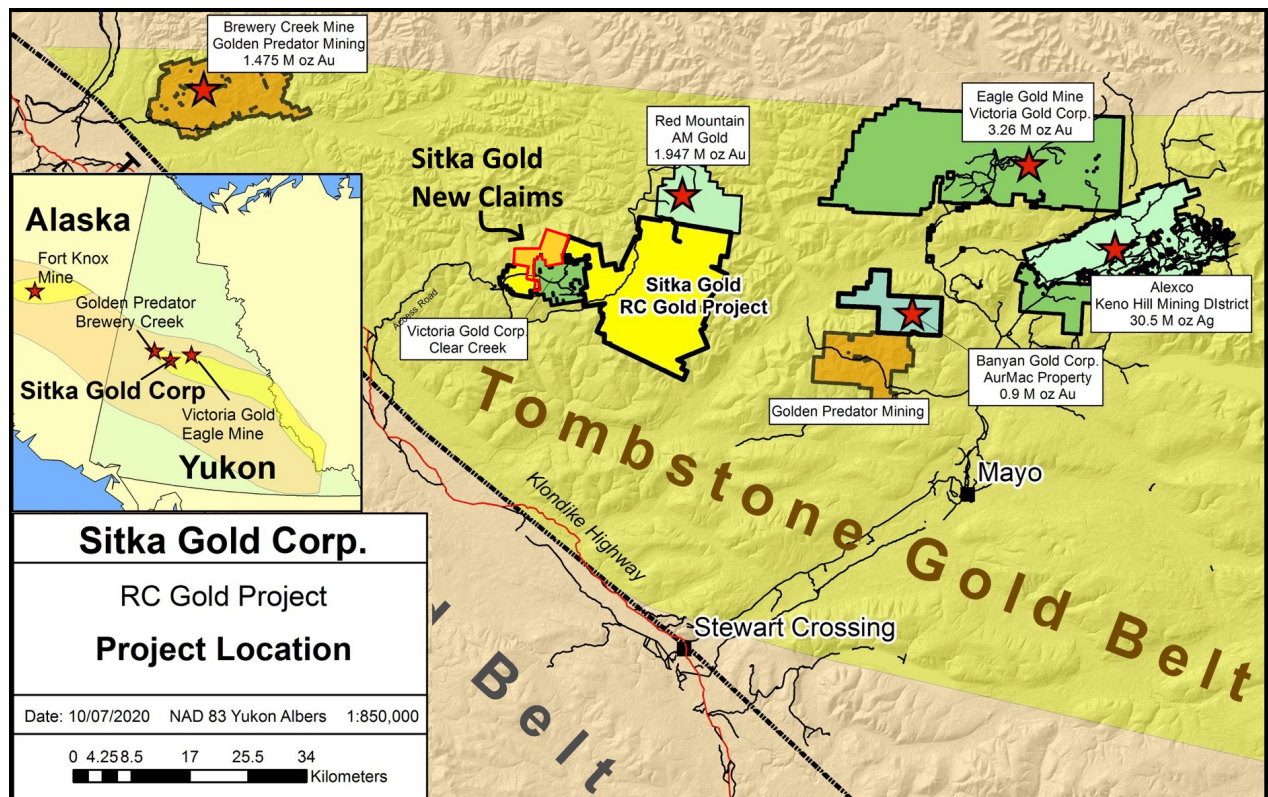 Brewery Creek Mine
Golden Predator Mining
1.475 M oz Au
Red Mountain
AM Gold
1.947 M oz Au
Eagle Gold Mine
Victoria Gold Corp.
3.26 M oz Au
Sitka Gold
New Claims
Sitka Gold
RC Gold Project
Access Road
Victoria Gold Corp
Clear Creek
Alexco
Keno Hill Mining DIstrict
30.5 M oz Ag
Banyan Gold Corp.
AurMac Property
0.9 M oz Au
Golden Predator Mining
Tombstone Gold Belt
Mayo
Klondike Highway
Stewart Crossing
Belt
Alaska
Fort Knox
Mine
Golden Predator
Brewery Creek
Sitka Gold Corp
Victoria Gold
Eagle Mine
Yukon
Sitka Gold Corp.
RC Gold Project
Project Location
Date: 10/07/2020 NAD 83 Yukon Albers 1:850,000
0 4.25 8.5 17 25.5 34
Kilometers